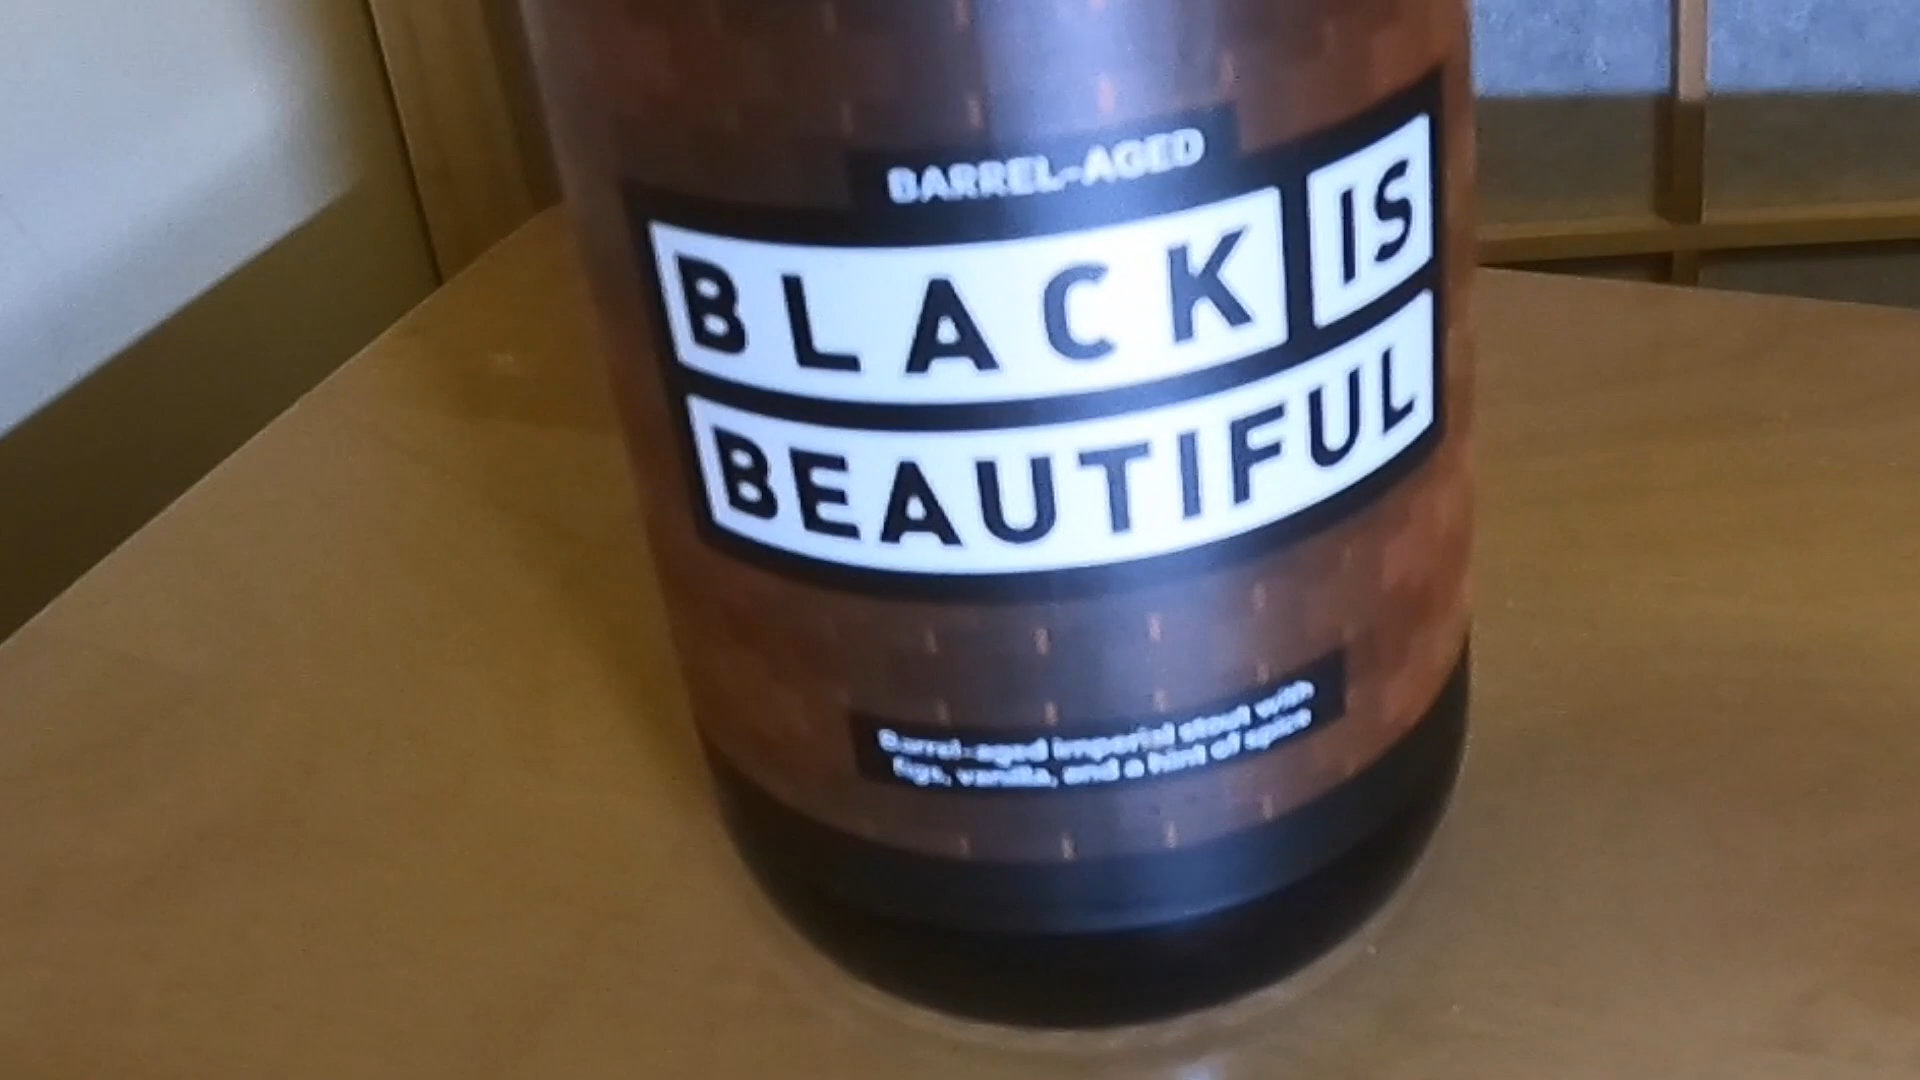 BARREL-AGED
BLACK IS
BEAUTIFUL
Barrel-aged imperial stout with
figs, vanilla, and a hint of spice